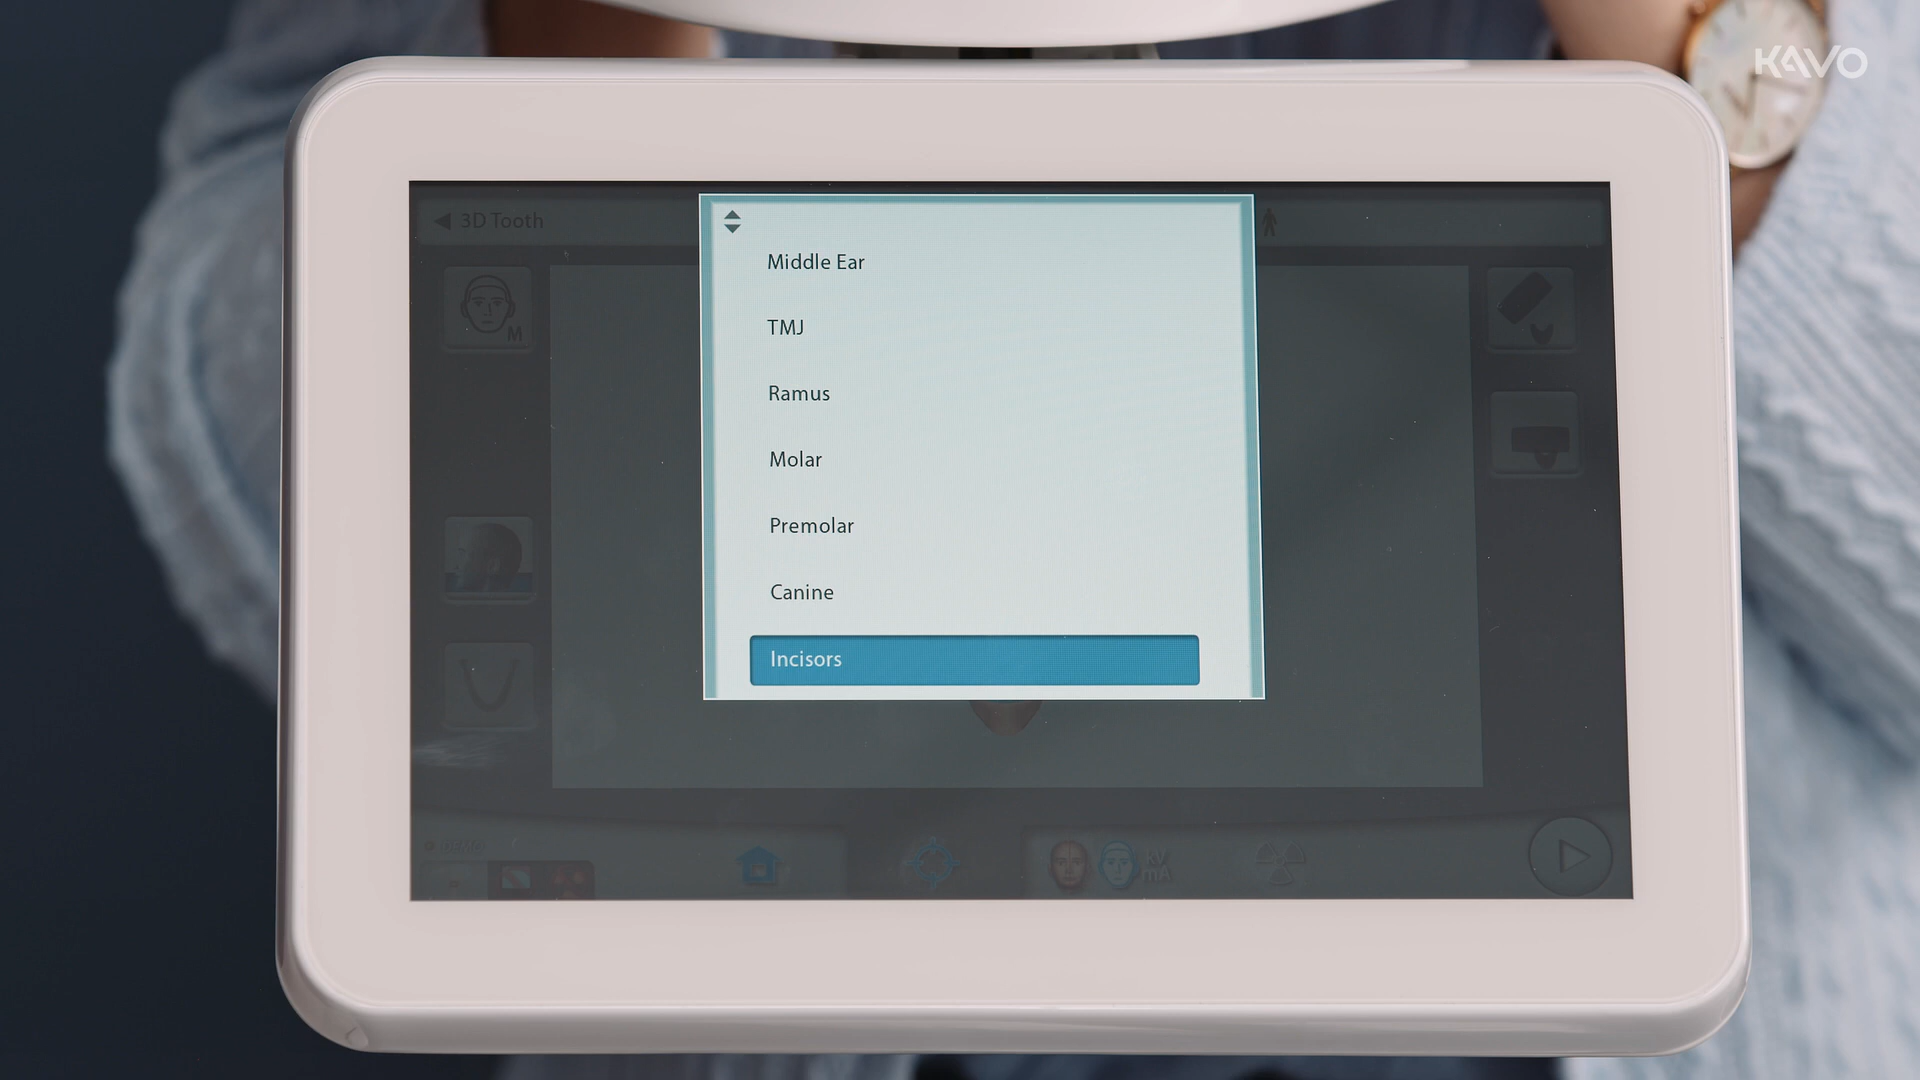 KAVO
3D Tooth
Middle Ear
TMJ
M
Ramus
Molar
Premolar
Canine
Incisors
kV
mA